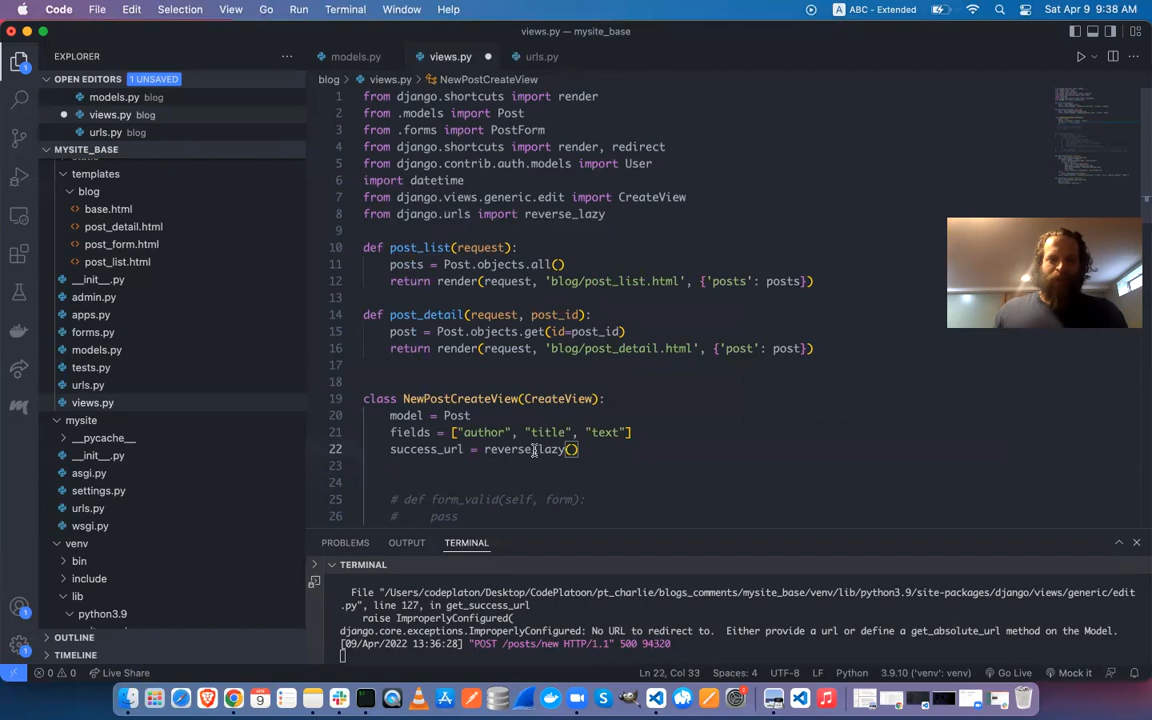 Code File Edit Selection View Go Run Terminal Window Help
A ABC - Extended Sat Apr 9 9:38 AM
views.py — mysite_base
EXPLORER
models.py views.py urls.py
OPEN EDITORS 1 UNSAVED
blog > views.py > NewPostCreateView
models.py blog
views.py blog
urls.py blog
MYSITE_BASE
templates
blog
base.html
post_detail.html
post_form.html
post_list.html
__init__.py
admin.py
apps.py
forms.py
models.py
tests.py
urls.py
views.py
mysite
__pycache__
__init__.py
asgi.py
settings.py
urls.py
wsgi.py
venv
bin
include
lib
python3.9
OUTLINE
TIMELINE
1 from django.shortcuts import render
2 from .models import Post
3 from .forms import PostForm
4 from django.shortcuts import render, redirect
5 from django.contrib.auth.models import User
6 import datetime
7 from django.views.generic.edit import CreateView
8 from django.urls import reverse_lazy
9
10 def post_list(request):
11 posts = Post.objects.all()
12 return render(request, 'blog/post_list.html', {'posts': posts})
13
14 def post_detail(request, post_id):
15 post = Post.objects.get(id=post_id)
16 return render(request, 'blog/post_detail.html', {'post': post})
17
18
19 class NewPostCreateView(CreateView):
20 model = Post
21 fields = ["author", "title", "text"]
22 success_url = reverse_lazy()
23
24
25 # def form_valid(self, form):
26 # pass
PROBLEMS OUTPUT TERMINAL
TERMINAL
File "/Users/codeplaton/Desktop/CodePlatoon/pt_charlie/blogs_comments/mysite_base/venv/lib/python3.9/site-packages/django/views/generic/edit
.py", line 127, in get_success_url
raise ImproperlyConfigured(
django.core.exceptions.ImproperlyConfigured: No URL to redirect to. Either provide a url or define a get_absolute_url method on the Model.
[09/Apr/2022 13:36:28] "POST /posts/new HTTP/1.1" 500 94320
0 0 Live Share Ln 22, Col 33 Spaces: 4 UTF-8 LF Python 3.9.10 ('venv': venv) Go Live Mock it